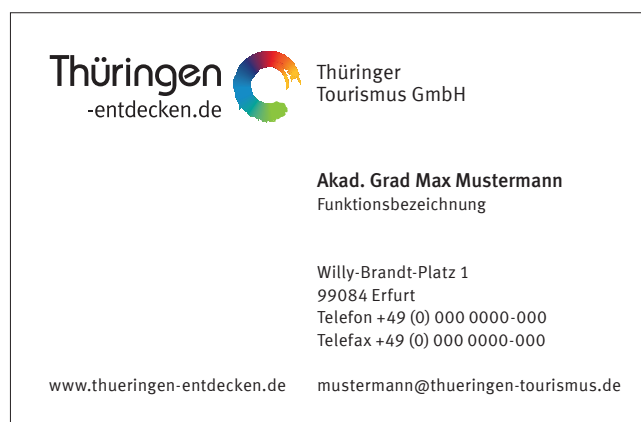 Thüringen
-entdecken.de
Thüringer
Tourismus GmbH
Akad. Grad Max Mustermann
Funktionsbezeichnung
Willy-Brandt-Platz 1
99084 Erfurt
Telefon +49 (0) 000 0000-000
Telefax +49 (0) 000 0000-000
www.thueringen-entdecken.de
mustermann@thueringen-tourismus.de